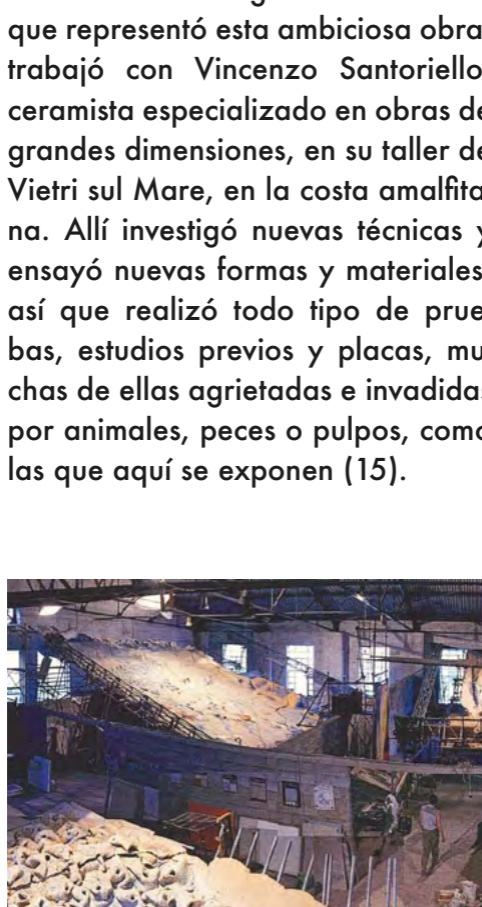 que representó esta ambiciosa obra
trabajó con Vincenzo Santoriello
ceramista especializado en obras de
grandes dimensiones, en su taller de
Vietri sul Mare, en la costa amalfita
na. Allí investigó nuevas técnicas y
ensayó nuevas formas y materiales
así que realizó todo tipo de prue
bas, estudios previos y placas, mu
chas de ellas agrietadas e invadidas
por animales, peces o pulpos, como
las que aquí se exponen (15).